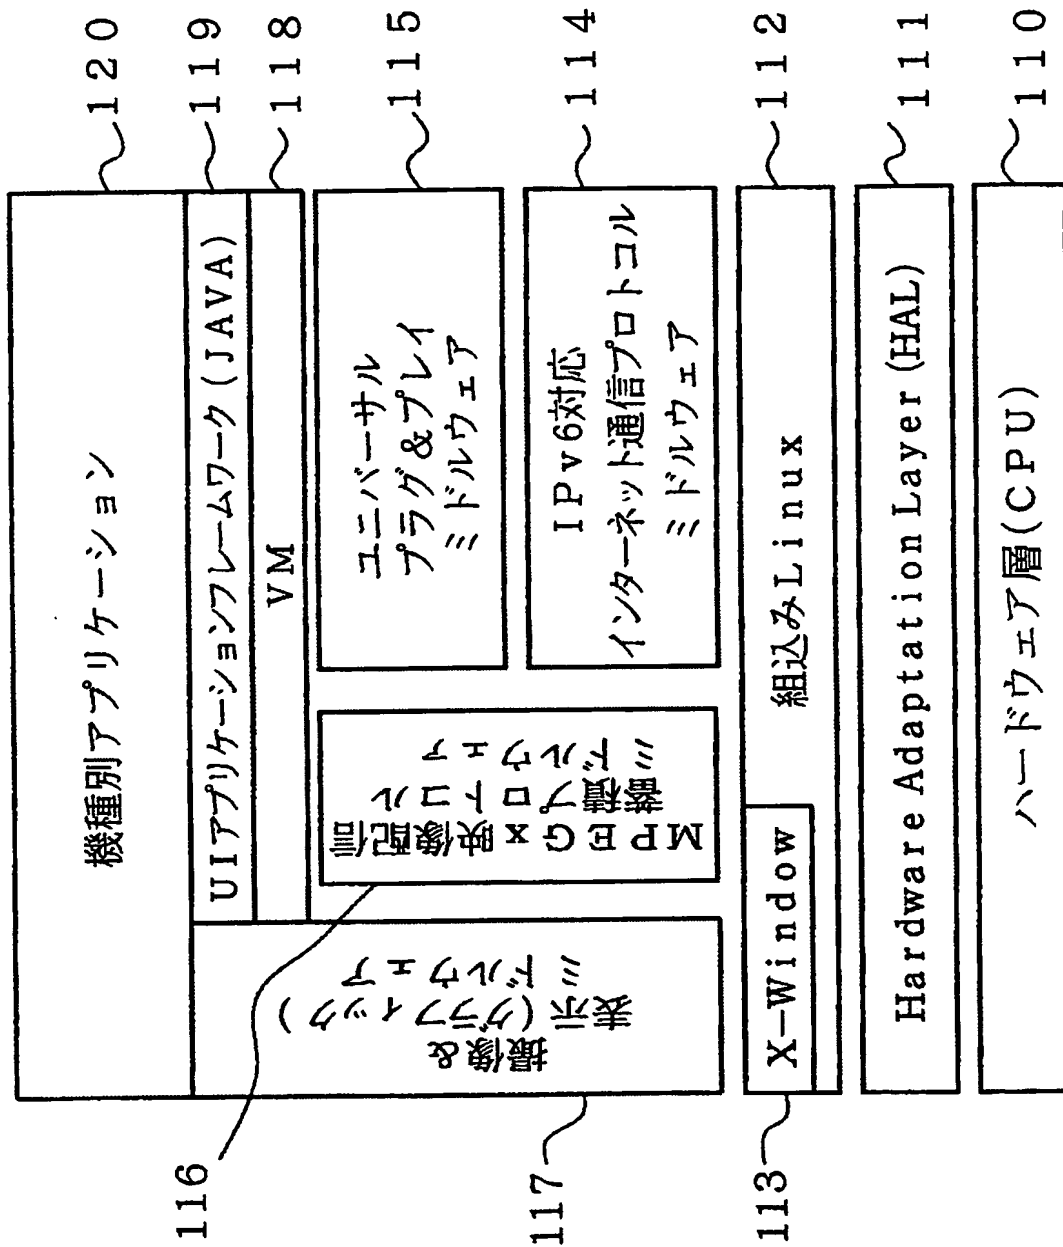 機種別アプリケーション
120
UIアプリケーションフレームワーク(JAVA)
119
VM
118
撮像&
表示(グラフィック)
ミドルウェア
117
MPEGx映像配信
蓄積プロトコル
ミドルウェア
116
ユニバーサル
プラグ&プレイ
ミドルウェア
115
IPv6対応
インターネット通信プロトコル
ミドルウェア
114
X-Window
113
組込みLinux
112
Hardware Adaptation Layer(HAL)
111
ハードウェア層(CPU)
110